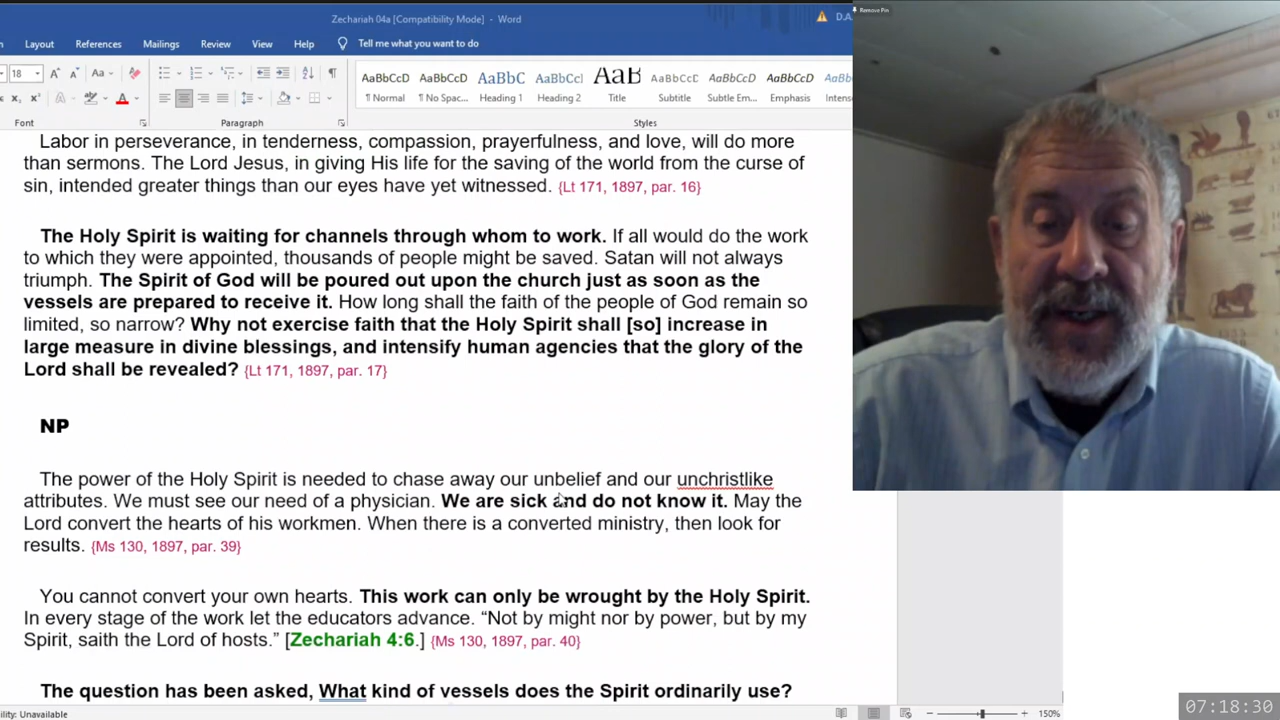 Zechariah 04a [Compatibility Mode] - Word
D.A.
Remove Pin
Layout References Mailings Review View Help Tell me what you want to do
18 Aa
AaBbCcD AaBbCcD AaBbC AaBbCcC AaB AaBbCcD AaBbCcD AaBbCcD AaBbC
¶ Normal ¶ No Spac... Heading 1 Heading 2 Title Subtitle Subtle Em... Emphasis Intens
Font Paragraph Styles
Labor in perseverance, in tenderness, compassion, prayerfulness, and love, will do more
than sermons. The Lord Jesus, in giving His life for the saving of the world from the curse of
sin, intended greater things than our eyes have yet witnessed. {Lt 171, 1897, par. 16}
The Holy Spirit is waiting for channels through whom to work. If all would do the work
to which they were appointed, thousands of people might be saved. Satan will not always
triumph. The Spirit of God will be poured out upon the church just as soon as the
vessels are prepared to receive it. How long shall the faith of the people of God remain so
limited, so narrow? Why not exercise faith that the Holy Spirit shall [so] increase in
large measure in divine blessings, and intensify human agencies that the glory of the
Lord shall be revealed? {Lt 171, 1897, par. 17}
NP
The power of the Holy Spirit is needed to chase away our unbelief and our unchristlike
attributes. We must see our need of a physician. We are sick and do not know it. May the
Lord convert the hearts of his workmen. When there is a converted ministry, then look for
results. {Ms 130, 1897, par. 39}
You cannot convert your own hearts. This work can only be wrought by the Holy Spirit.
In every stage of the work let the educators advance. “Not by might nor by power, but by my
Spirit, saith the Lord of hosts.” [Zechariah 4:6.] {Ms 130, 1897, par. 40}
The question has been asked, What kind of vessels does the Spirit ordinarily use?
ility: Unavailable
150%
07:18:30